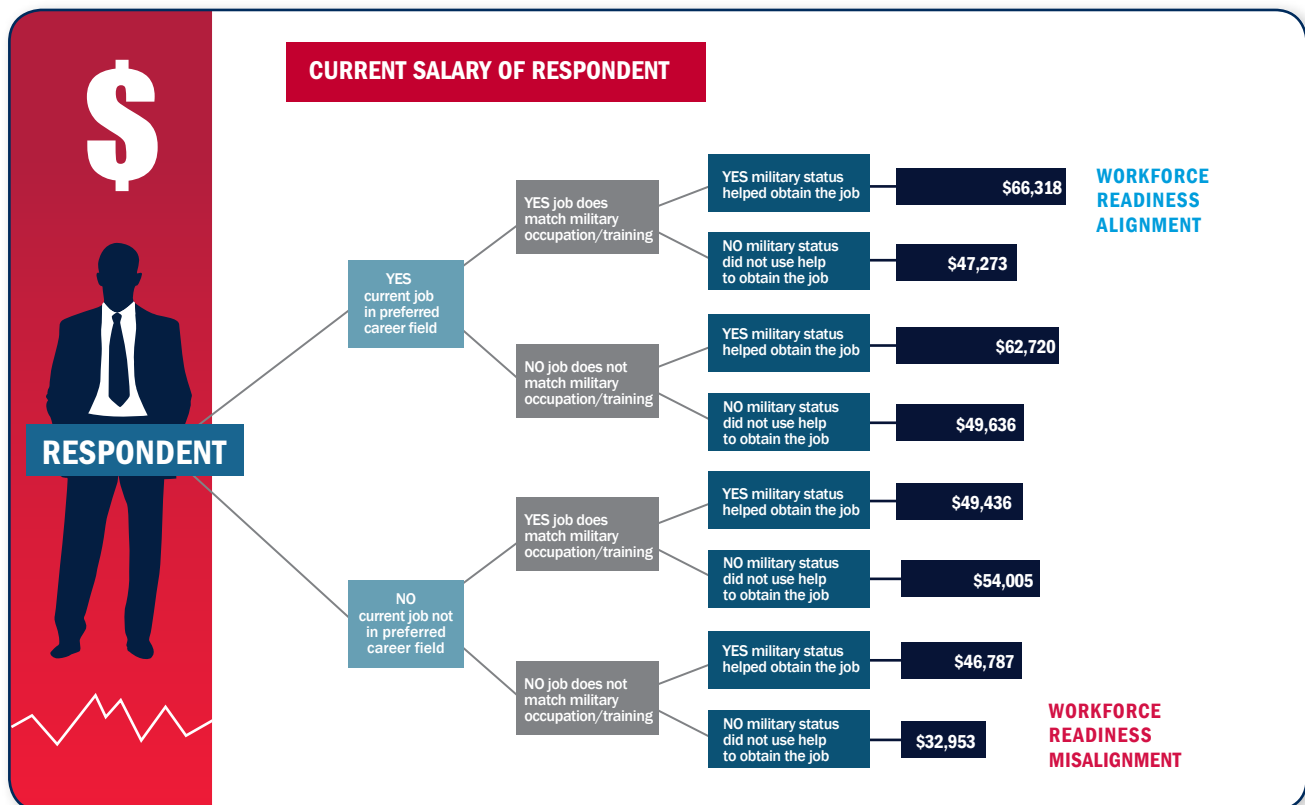 $
CURRENT SALARY OF RESPONDENT
RESPONDENT
YES
current job
in preferred
career field
YES job does
match military
occupation/training
YES military status
helped obtain the job
$66,318
WORKFORCE
READINESS
ALIGNMENT
NO military status
did not use help
to obtain the job
$47,273
NO job does not
match military
occupation/training
YES military status
helped obtain the job
$62,720
NO military status
did not use help
to obtain the job
$49,636
NO
current job not
in preferred
career field
YES job does
match military
occupation/training
YES military status
helped obtain the job
$49,436
NO military status
did not use help
to obtain the job
$54,005
NO job does not
match military
occupation/training
YES military status
helped obtain the job
$46,787
NO military status
did not use help
to obtain the job
$32,953
WORKFORCE
READINESS
MISALIGNMENT